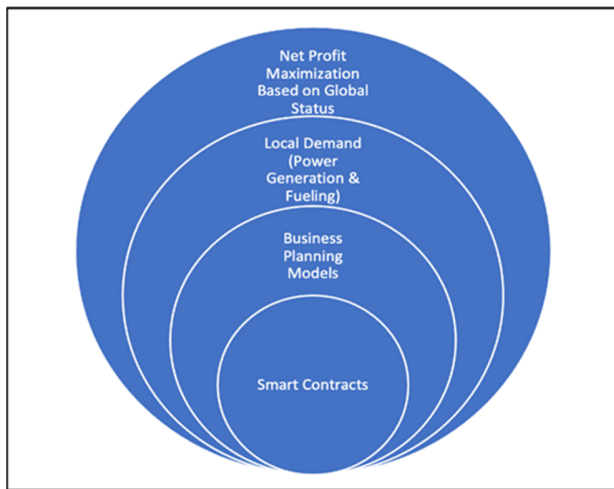 Net Profit
Maximization
Based on Global
Status
Local Demand
(Power
Generation &
Fueling)
Business
Planning
Models
Smart Contracts